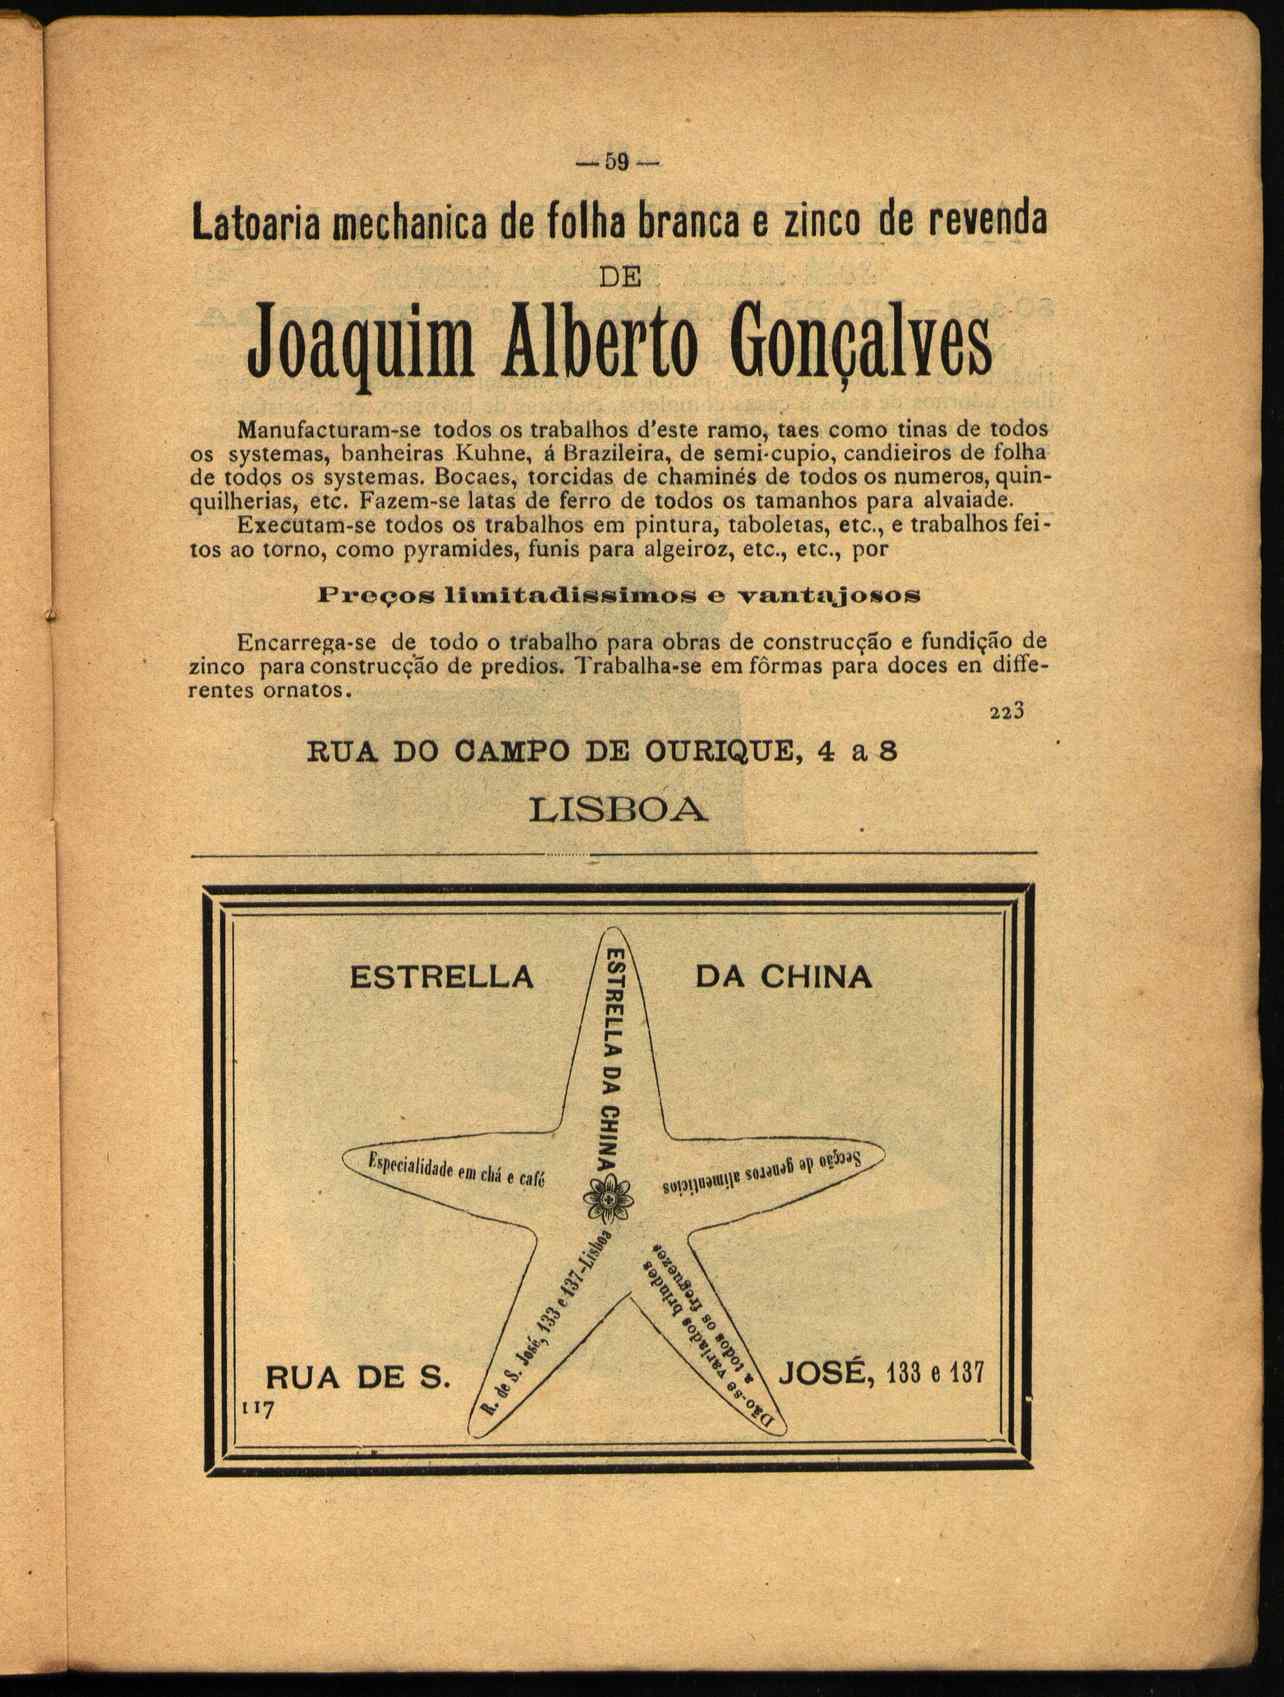 — 59 —
Latoaria mechanica de folha branca e zinco de revenda
DE
Joaquim Alberto Gonçalves
Manufacturam-se todos os trabalhos d'este ramo, taes como tinas de todos
os systemas, banheiras Kuhne, á Brazileira, de semi-cupio, candieiros de folha
de todos os systemas. Bocaes, torcidas de chaminés de todos os numeros, quin-
quilherias, etc. Fazem-se latas de ferro de todos os tamanhos para alvaiade.
Executam-se todos os trabalhos em pintura, taboletas, etc., e trabalhos fei-
tos ao torno, como pyramides, funis para algeiroz, etc., etc., por
Preços limitadissimos e vantajosos
Encarrega-se de todo o trabalho para obras de construcção e fundição de
zinco para construcção de predios. Trabalha-se em fôrmas para doces en diffe-
rentes ornatos.
223
RUA DO CAMPO DE OURIQUE, 4 a 8
LISBOA
ESTRELLA DA CHINA
ESTRELLA DA CHINA
Especialidade em chá e café
Secção de generos alimenticios
R. de S. José, 133 e 137-Lisboa
Dão-se variados brindes
a todos os freguezes
RUA DE S. JOSÉ, 133 e 137
117